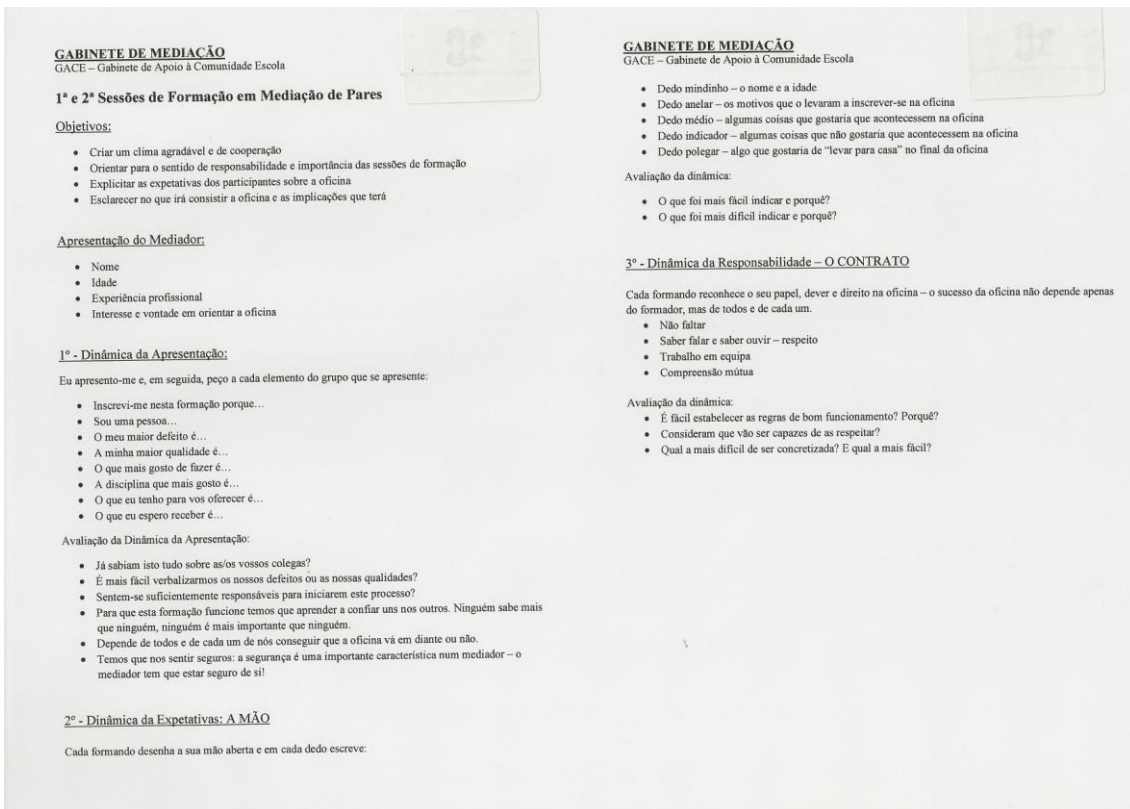 GABINETE DE MEDIAÇÃO
GACE – Gabinete de Apoio à Comunidade Escola
1ª e 2ª Sessões de Formação em Mediação de Pares
Objetivos:
• Criar um clima agradável e de cooperação
• Orientar para o sentido de responsabilidade e importância das sessões de formação
• Explicitar as expetativas dos participantes sobre a oficina
• Esclarecer no que irá consistir a oficina e as implicações que terá
Apresentação do Mediador:
• Nome
• Idade
• Experiência profissional
• Interesse e vontade em orientar a oficina
1º - Dinâmica da Apresentação:
Eu apresento-me e, em seguida, peço a cada elemento do grupo que se apresente:
• Inscrevi-me nesta formação porque…
• Sou uma pessoa…
• O meu maior defeito é…
• A minha maior qualidade é…
• O que mais gosto de fazer é…
• A disciplina que mais gosto é…
• O que eu tenho para vos oferecer é…
• O que eu espero receber é…
Avaliação da Dinâmica da Apresentação:
• Já sabiam isto tudo sobre as/os vossos colegas?
• É mais fácil verbalizarmos os nossos defeitos ou as nossas qualidades?
• Sentem-se suficientemente responsáveis para iniciarem este processo?
• Para que esta formação funcione temos que aprender a confiar uns nos outros. Ninguém sabe mais
que ninguém, ninguém é mais importante que ninguém.
• Depende de todos e de cada um de nós conseguir que a oficina vá em diante ou não.
• Temos que nos sentir seguros: a segurança é uma importante característica num mediador – o
mediador tem que estar seguro de si!
2º - Dinâmica da Expetativas: A MÃO
Cada formando desenha a sua mão aberta e em cada dedo escreve:
GABINETE DE MEDIAÇÃO
GACE – Gabinete de Apoio à Comunidade Escola
• Dedo mindinho – o nome e a idade
• Dedo anelar – os motivos que o levaram a inscrever-se na oficina
• Dedo médio – algumas coisas que gostaria que acontecessem na oficina
• Dedo indicador – algumas coisas que não gostaria que acontecessem na oficina
• Dedo polegar – algo que gostaria de “levar para casa” no final da oficina
Avaliação da dinâmica:
• O que foi mais fácil indicar e porquê?
• O que foi mais difícil indicar e porquê?
3º - Dinâmica da Responsabilidade – O CONTRATO
Cada formando reconhece o seu papel, dever e direito na oficina – o sucesso da oficina não depende apenas
do formador, mas de todos e de cada um.
• Não faltar
• Saber falar e saber ouvir – respeito
• Trabalho em equipa
• Compreensão mútua
Avaliação da dinâmica:
• É fácil estabelecer as regras de bom funcionamento? Porquê?
• Consideram que vão ser capazes de as respeitar?
• Qual a mais difícil de ser concretizada? E qual a mais fácil?